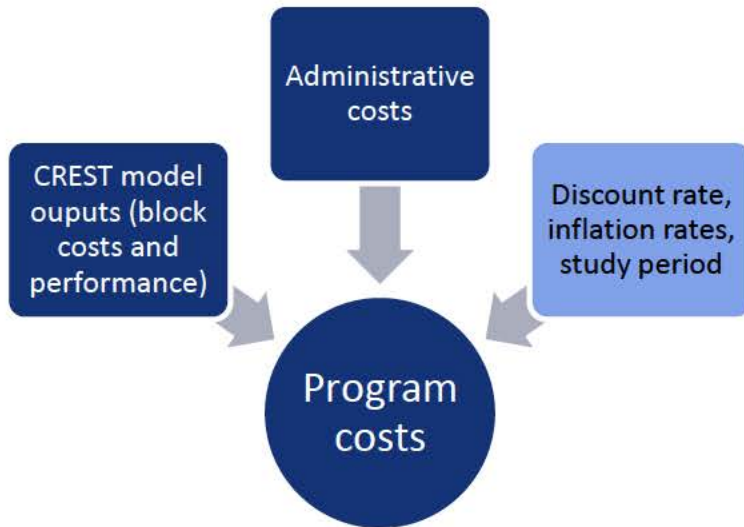 Administrative
costs
CREST model
ouputs (block
costs and
performance)
Discount rate,
inflation rates,
study period
Program
costs